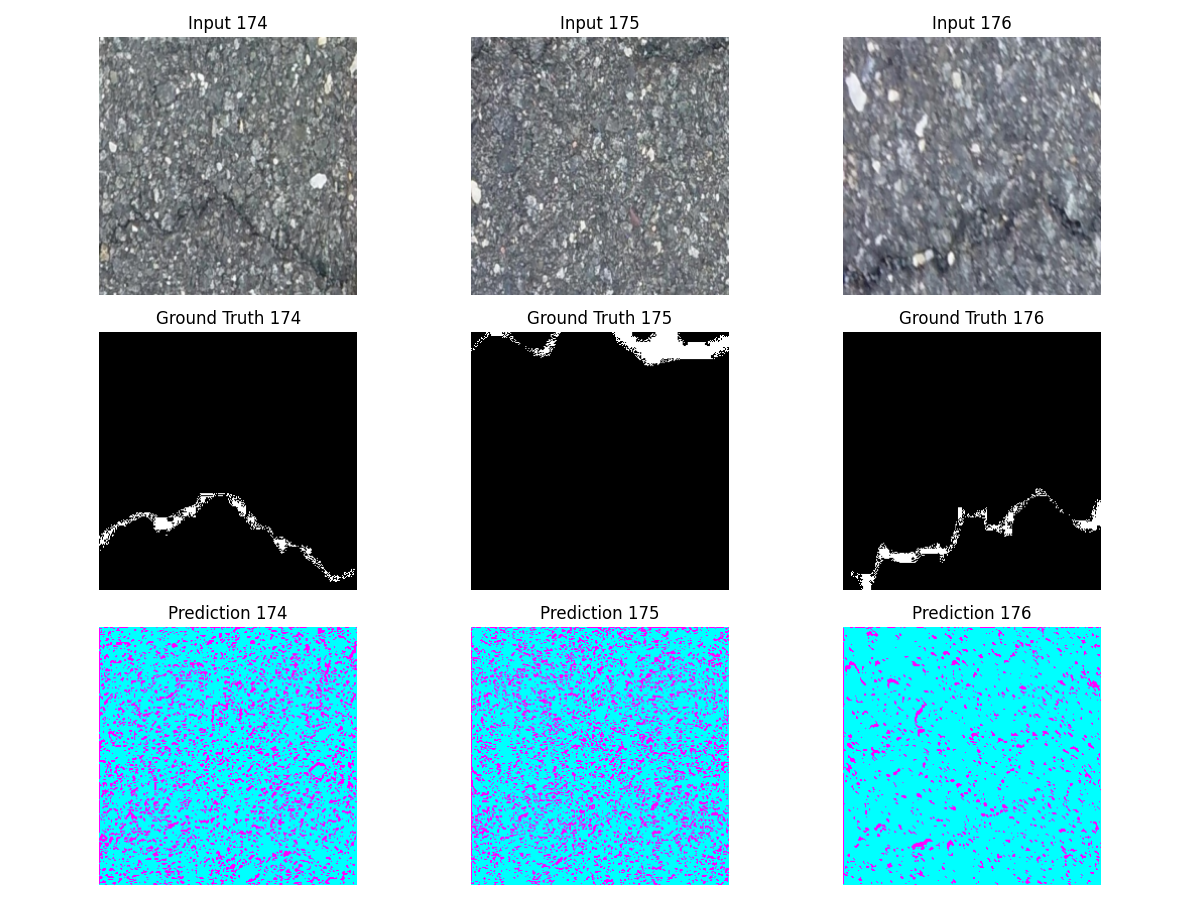 Input 174
Input 175
Input 176
Ground Truth 174
Ground Truth 175
Ground Truth 176
Prediction 174
Prediction 175
Prediction 176